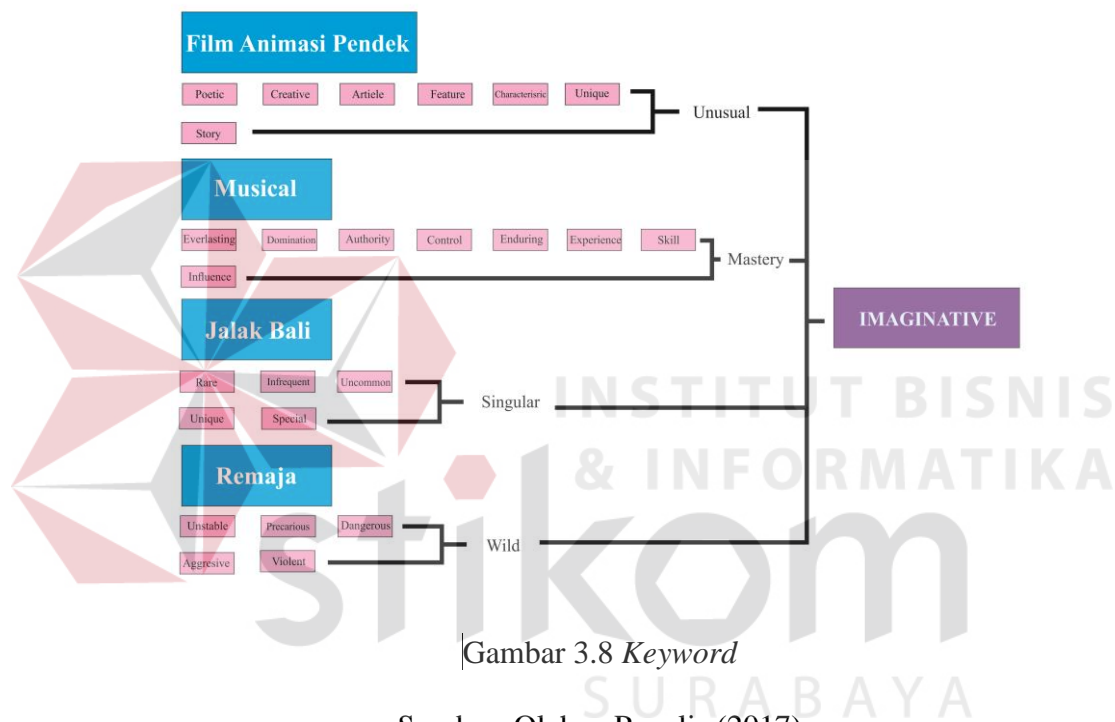 Film Animasi Pendek
Poetic Creative Artiele Feature Characterisric Unique
Unusual
Story
Musical
Everlasting Domination Authority Control Enduring Experience Skill
Mastery
Influence
IMAGINATIVE
Jalak Bali
Rare Infrequent Uncommon
Singular
Unique Special
Remaja
Unstable Precarious Dangerous
Wild
Aggresive Violent
Gambar 3.8 Keyword
INSTITUT BISNIS
& INFORMATIKA
stikom
SURABAYA
(2017)